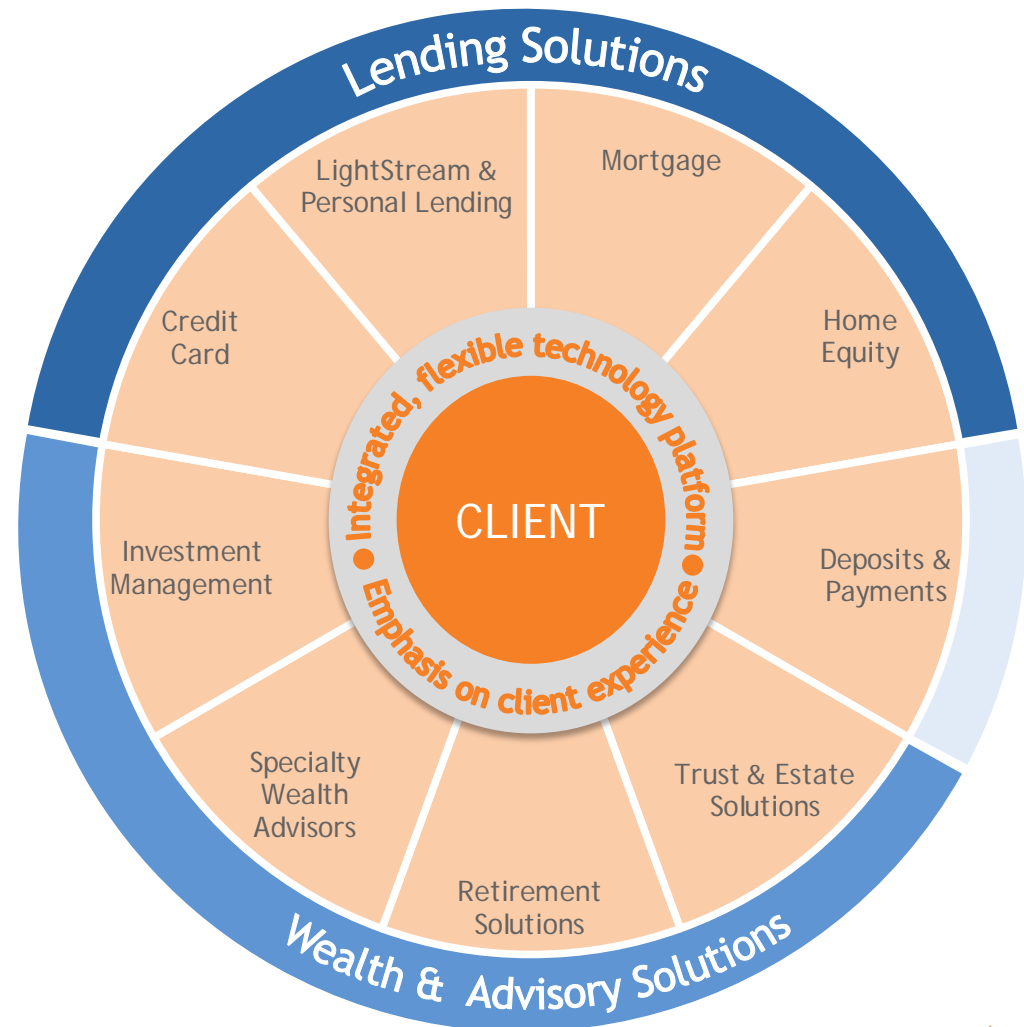 Lending Solutions
LightStream &
Personal Lending
Mortgage
Credit
Card
Home
Equity
Integrated, flexible technology platform
CLIENT
Investment
Management
Deposits &
Payments
Emphasis on client experience
Specialty
Wealth
Advisors
Trust & Estate
Solutions
Retirement
Solutions
Wealth & Advisory Solutions